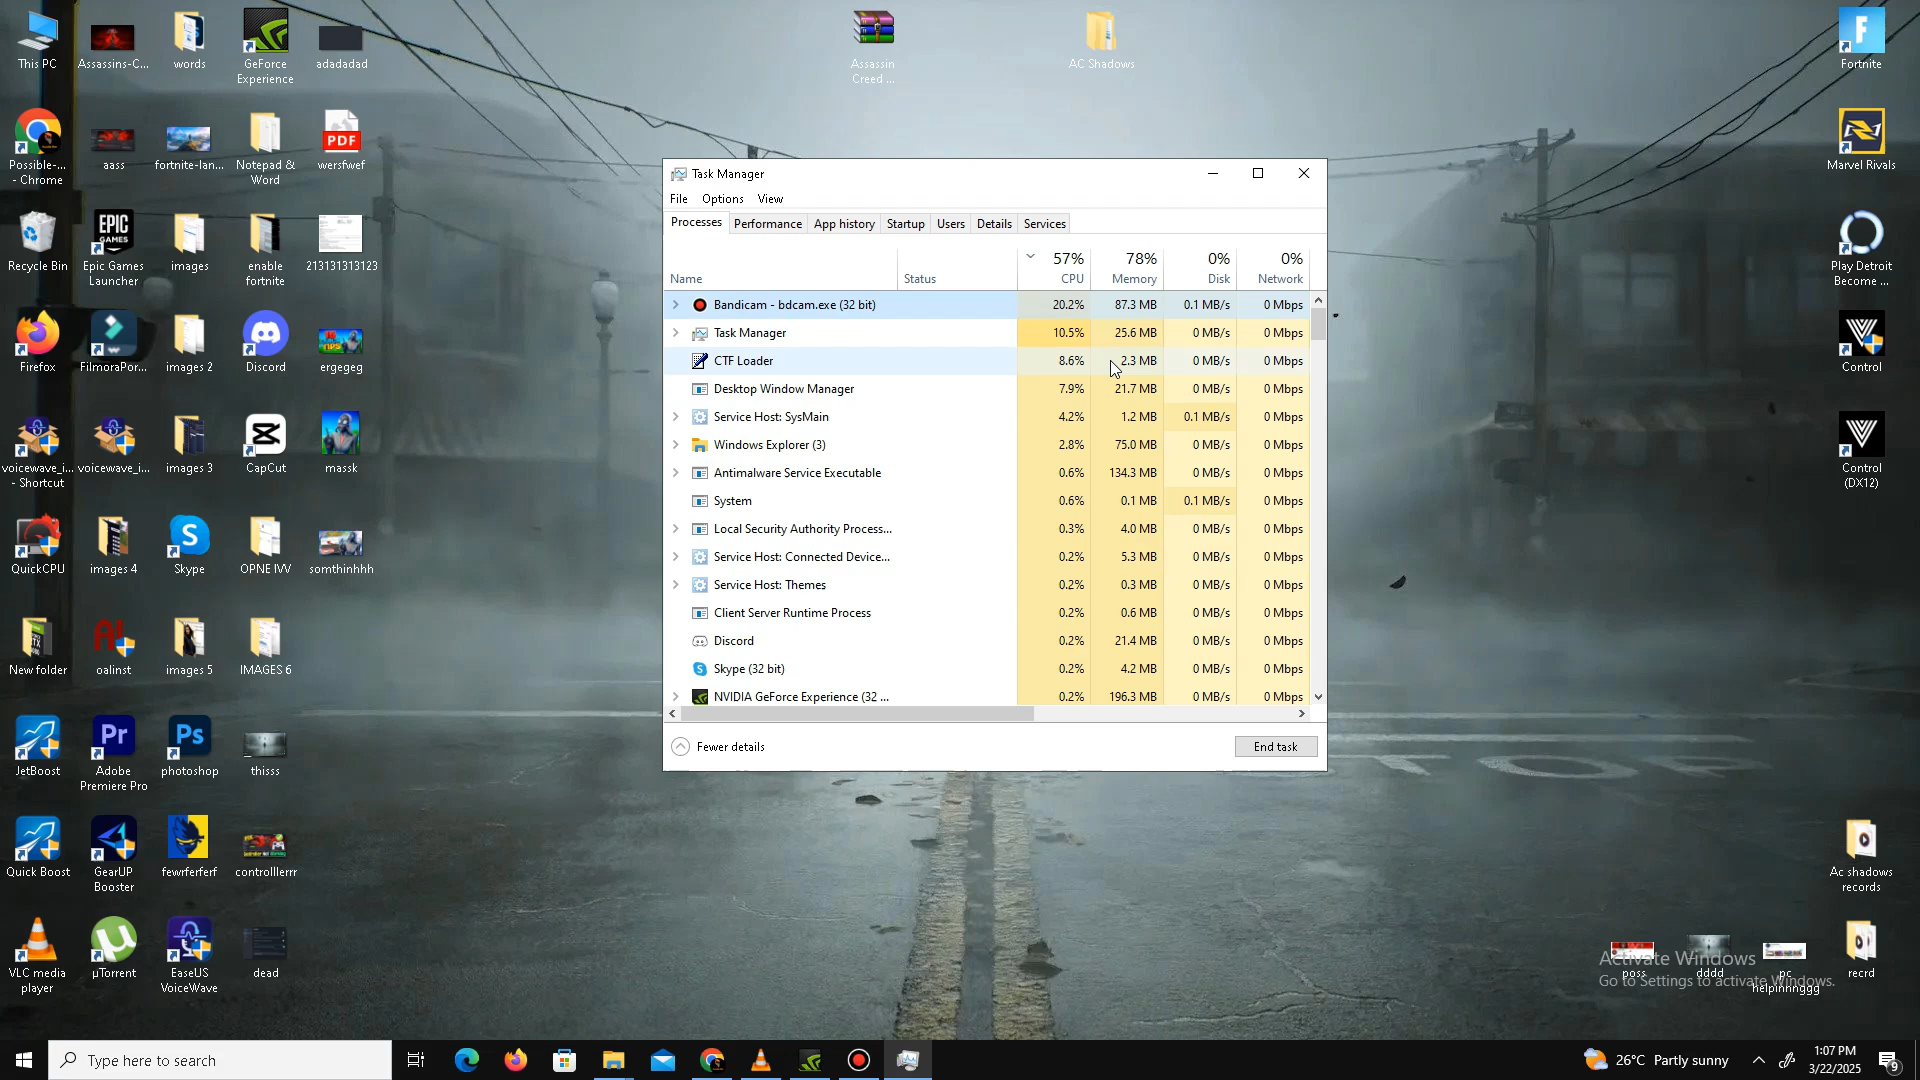 This PC
Assassins-C...
words
GeForce
Experience
adadadad
Assassin
Creed ...
AC Shadows
Fortnite
Possible-...
- Chrome
aass
fortnite-lan...
Notepad &
Word
PDF
wersfwef
Marvel Rivals
Recycle Bin
EPIC
GAMES
Epic Games
Launcher
images
enable
fortnite
213131313123
Play Detroit
Become ...
Firefox
FilmoraPor...
images 2
Discord
ergegeg
Control
voicewave_i...
- Shortcut
voicewave_i...
images 3
CapCut
massk
Control
(DX12)
QuickCPU
images 4
Skype
OPNE IVV
somthinhhh
New folder
oalinst
images 5
IMAGES 6
JetBoost
Pr
Adobe
Premiere Pro
Ps
photoshop
thisss
Quick Boost
GearUP
Booster
fewrferferf
controlllerrr
Ac shadows
records
VLC media
player
µTorrent
EaseUS
VoiceWave
dead
poss
dddd
pc
helpinnnggg
recrd
Activate Windows
Go to Settings to activate Windows.
Task Manager
File Options View
Processes Performance App history Startup Users Details Services
57% 78% 0% 0%
Name Status CPU Memory Disk Network
Bandicam - bdcam.exe (32 bit) 20.2% 87.3 MB 0.1 MB/s 0 Mbps
Task Manager 10.5% 25.6 MB 0 MB/s 0 Mbps
CTF Loader 8.6% 2.3 MB 0 MB/s 0 Mbps
Desktop Window Manager 7.9% 21.7 MB 0 MB/s 0 Mbps
Service Host: SysMain 4.2% 1.2 MB 0.1 MB/s 0 Mbps
Windows Explorer (3) 2.8% 75.0 MB 0 MB/s 0 Mbps
Antimalware Service Executable 0.6% 134.3 MB 0 MB/s 0 Mbps
System 0.6% 0.1 MB 0.1 MB/s 0 Mbps
Local Security Authority Process... 0.3% 4.0 MB 0 MB/s 0 Mbps
Service Host: Connected Device... 0.2% 5.3 MB 0 MB/s 0 Mbps
Service Host: Themes 0.2% 0.3 MB 0 MB/s 0 Mbps
Client Server Runtime Process 0.2% 0.6 MB 0 MB/s 0 Mbps
Discord 0.2% 21.4 MB 0 MB/s 0 Mbps
Skype (32 bit) 0.2% 4.2 MB 0 MB/s 0 Mbps
NVIDIA GeForce Experience (32 ... 0.2% 196.3 MB 0 MB/s 0 Mbps
Fewer details End task
Type here to search
26°C Partly sunny
1:07 PM
3/22/2025
9